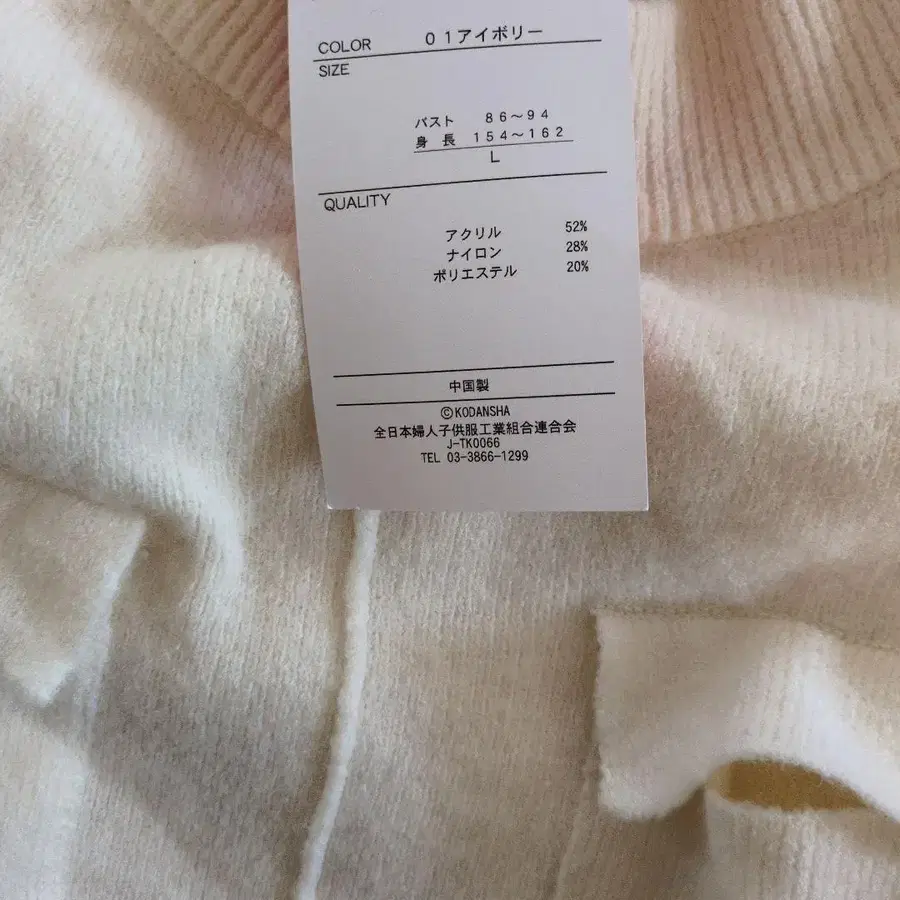 COLOR　０１アイボリー
SIZE
バスト　８６～９４
身　長　１５４～１６２
L
QUALITY
アクリル　52%
ナイロン　28%
ポリエステル　20%
中国製
©KODANSHA
全日本婦人子供服工業組合連合会
J-TK0066
TEL 03-3866-1299